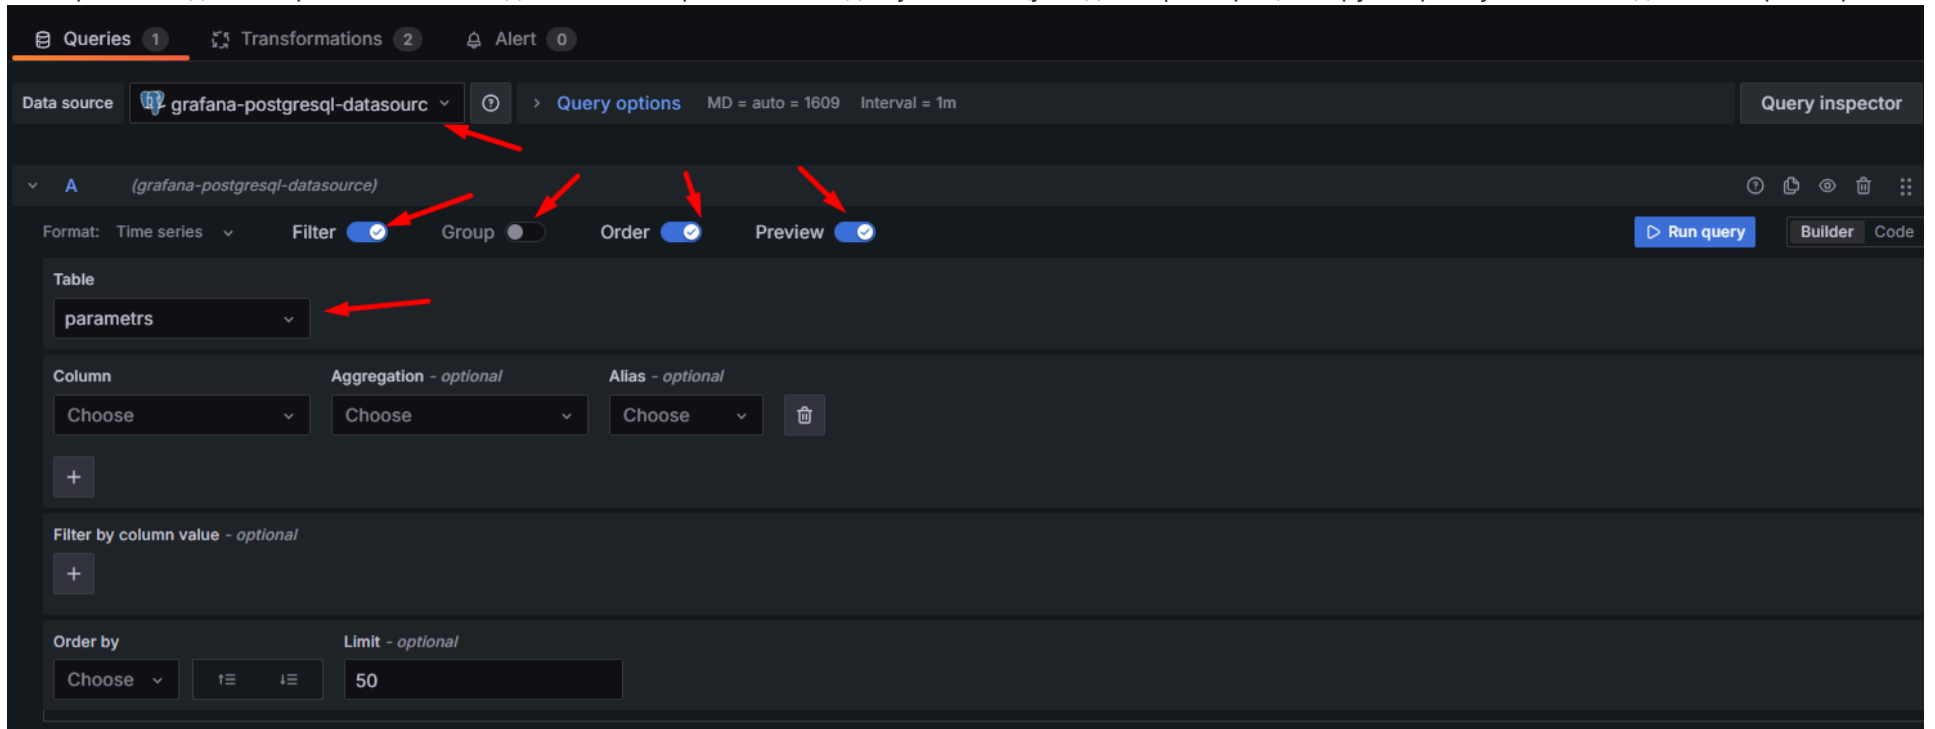 Queries 1 Transformations 2 Alert 0
Data source grafana-postgresql-datasourc Query options MD = auto = 1609 Interval = 1m Query inspector
A (grafana-postgresql-datasource)
Format: Time series Filter Group Order Preview Run query Builder Code
Table
parametrs
Column Aggregation - optional Alias - optional
Choose Choose Choose
+
Filter by column value - optional
+
Order by Limit - optional
Choose 50